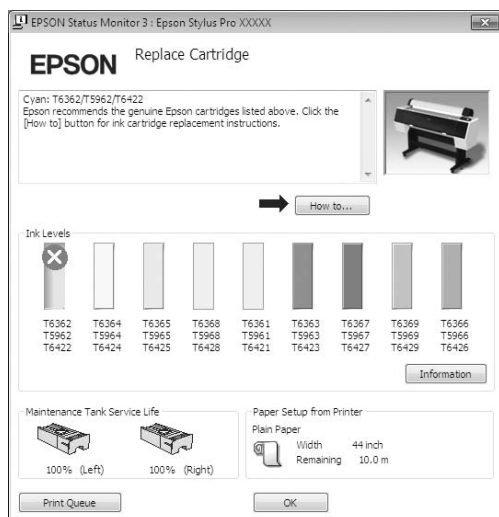 EPSON Status Monitor 3 : Epson Stylus Pro XXXXX
EPSON
Replace Cartridge
Cyan: T6362/T5962/T6422
Epson recommends the genuine Epson cartridges listed above. Click the
[How to] button for ink cartridge replacement instructions.
How to...
Ink Levels
T6362 T6364 T6365 T6368 T6361 T6363 T6367 T6369 T6366
T5962 T5964 T5965 T5968 T5961 T5963 T5967 T5969 T5966
T6422 T6424 T6425 T6428 T6421 T6423 T6427 T6429 T6426
Information
Maintenance Tank Service Life
100% (Left) 100% (Right)
Paper Setup from Printer
Plain Paper
Width 44 inch
Remaining 10.0 m
Print Queue
OK